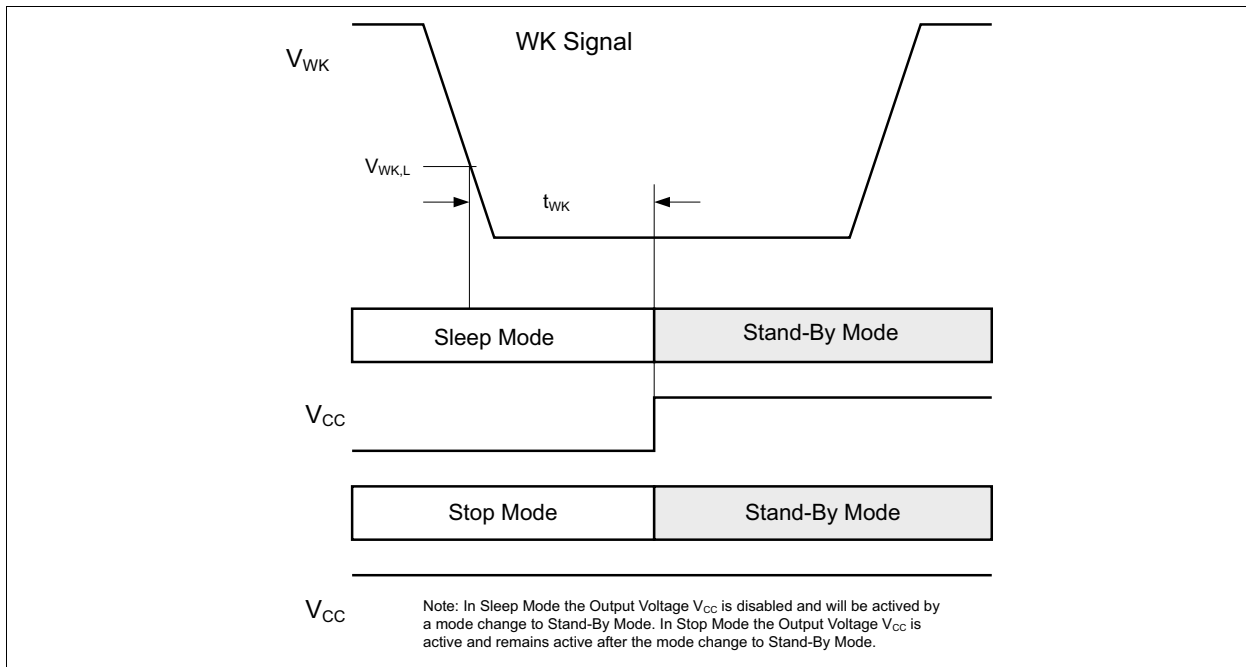 WK Signal
V_WK
V_WK,L
t_WK
Sleep Mode
Stand-By Mode
V_CC
Stop Mode
Stand-By Mode
V_CC
Note: In Sleep Mode the Output Voltage V_CC is disabled and will be actived by
a mode change to Stand-By Mode. In Stop Mode the Output Voltage V_CC is
active and remains active after the mode change to Stand-By Mode.